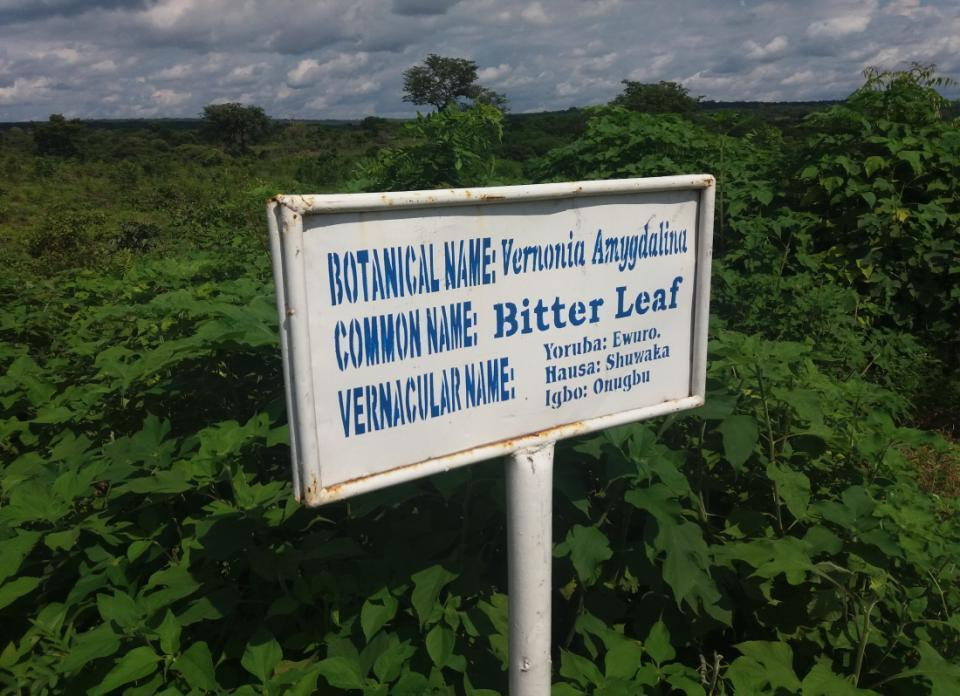 BOTANICAL NAME: Vernonia Amygdalina
COMMON NAME: Bitter Leaf
VERNACULAR NAME: Yoruba: Ewuro.
Hausa: Shuwaka
Igbo: Onugbu